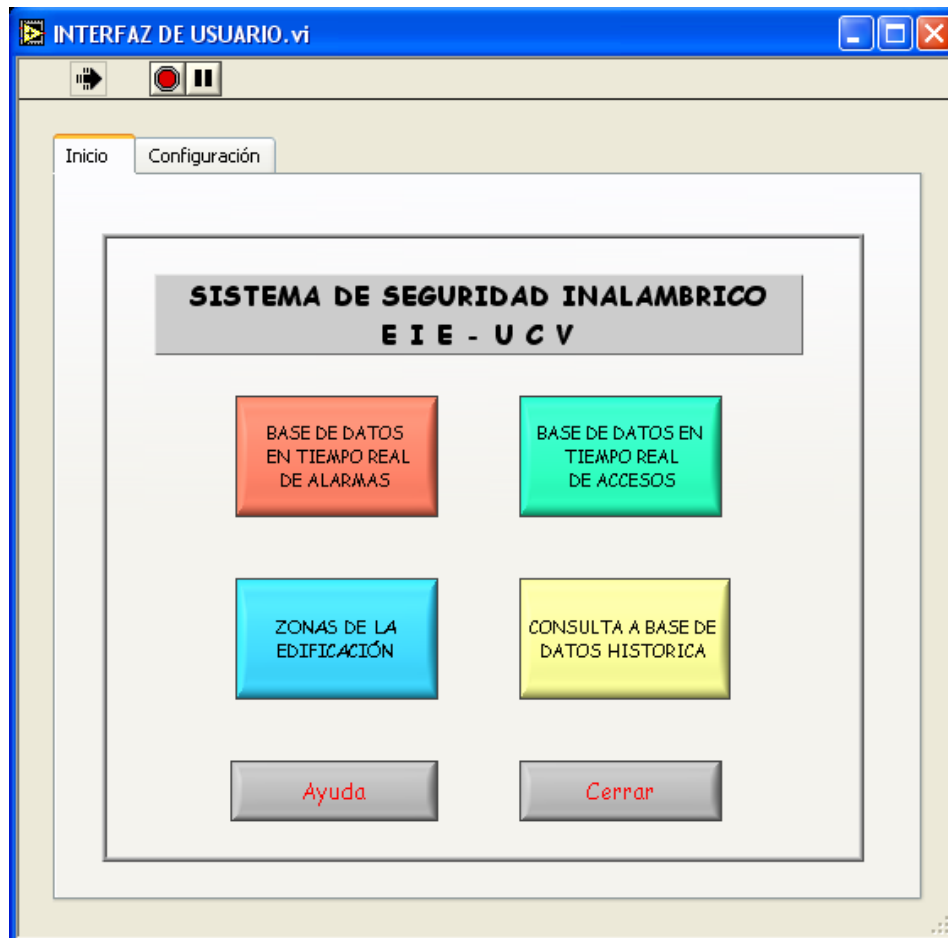 INTERFAZ DE USUARIO.vi
Inicio
Configuración
SISTEMA DE SEGURIDAD INALAMBRICO
E I E - U C V
BASE DE DATOS
EN TIEMPO REAL
DE ALARMAS
BASE DE DATOS EN
TIEMPO REAL
DE ACCESOS
ZONAS DE LA
EDIFICACIÓN
CONSULTA A BASE DE
DATOS HISTORICA
Ayuda
Cerrar